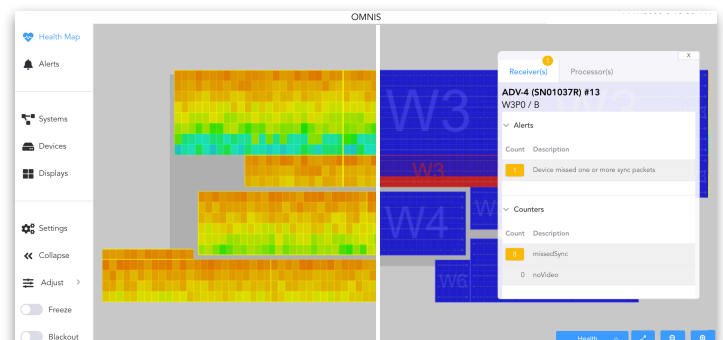 OMNIS
Health Map
Alerts
Systems
Devices
Displays
Settings
Collapse
Adjust >
Freeze
Blackout
W3
W3
W4
W6
X
1
Receiver(s) Processor(s)
ADV-4 (SN01037R) #13
W3P0 / B
Alerts
Count Description
1 Device missed one or more sync packets
Counters
Count Description
8 missedSync
0 noVideo
Health